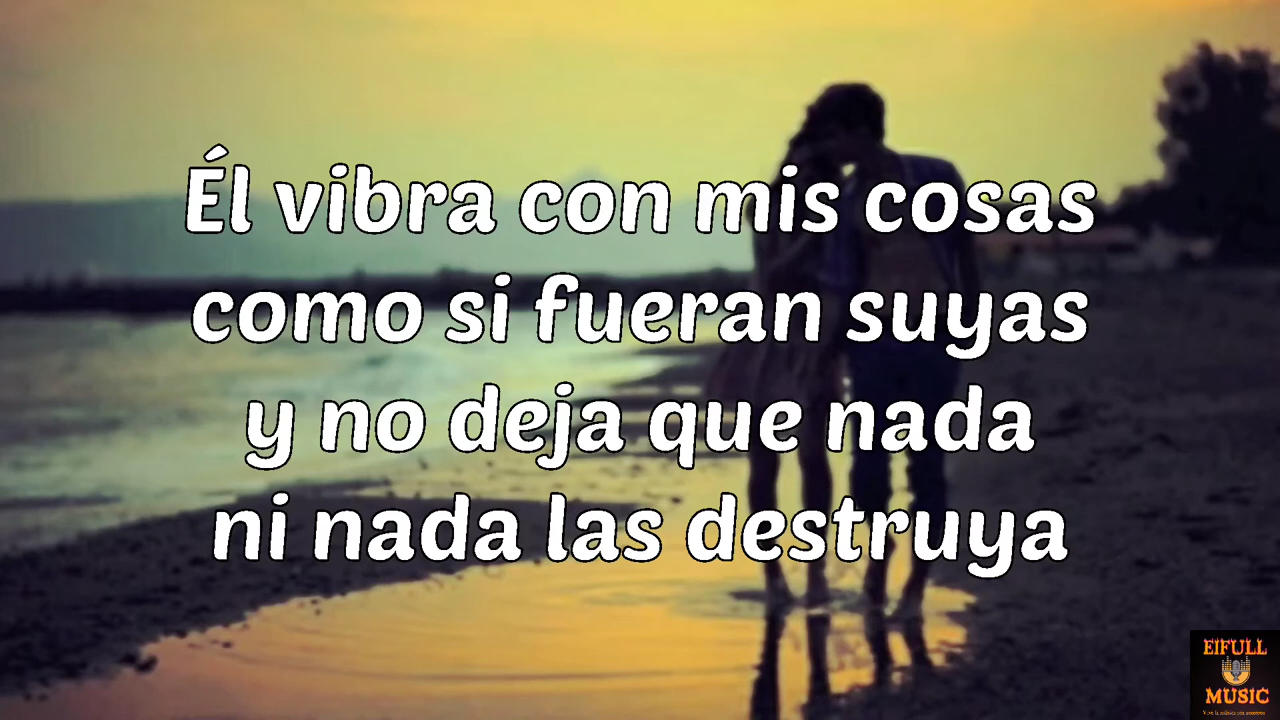 Él vibra con mis cosas
como si fueran suyas
y no deja que nada
ni nada las destruya
EIFULL
MUSIC